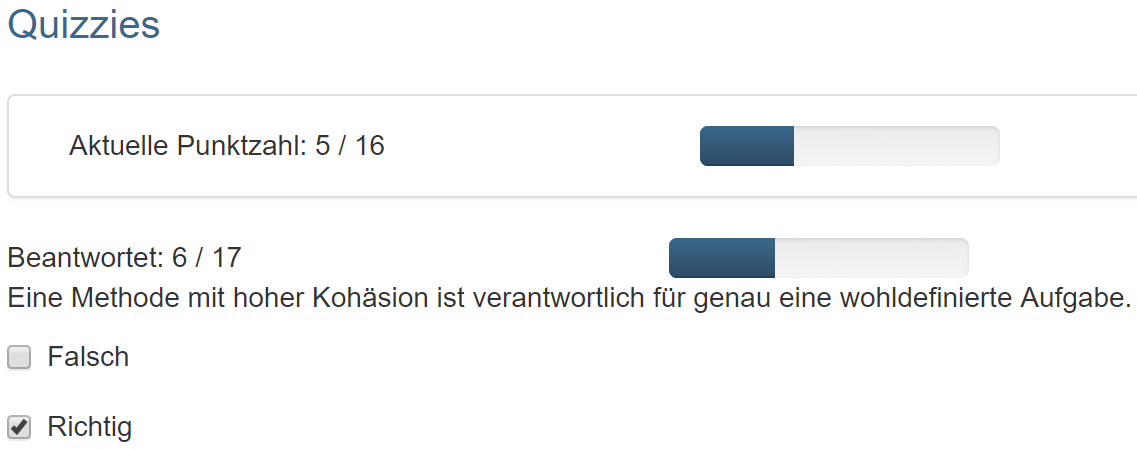 Quizzies
Aktuelle Punktzahl: 5 / 16
Beantwortet: 6 / 17
Eine Methode mit hoher Kohäsion ist verantwortlich für genau eine wohldefinierte Aufgabe.
Falsch
Richtig